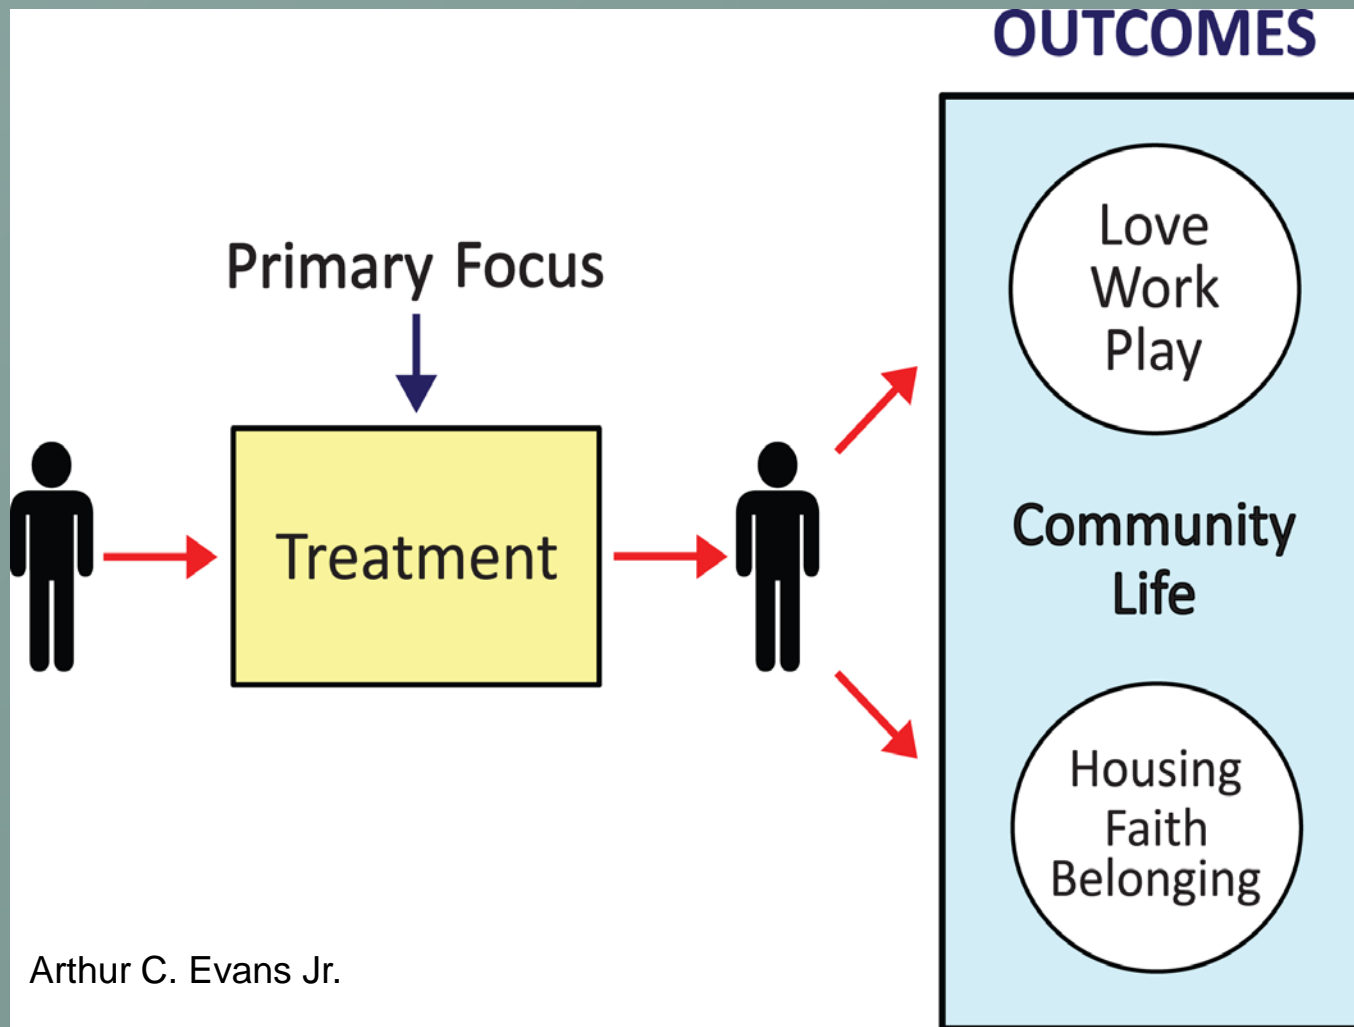 OUTCOMES
Primary Focus
Treatment
Love
Work
Play
Community
Life
Housing
Faith
Belonging
Arthur C. Evans Jr.